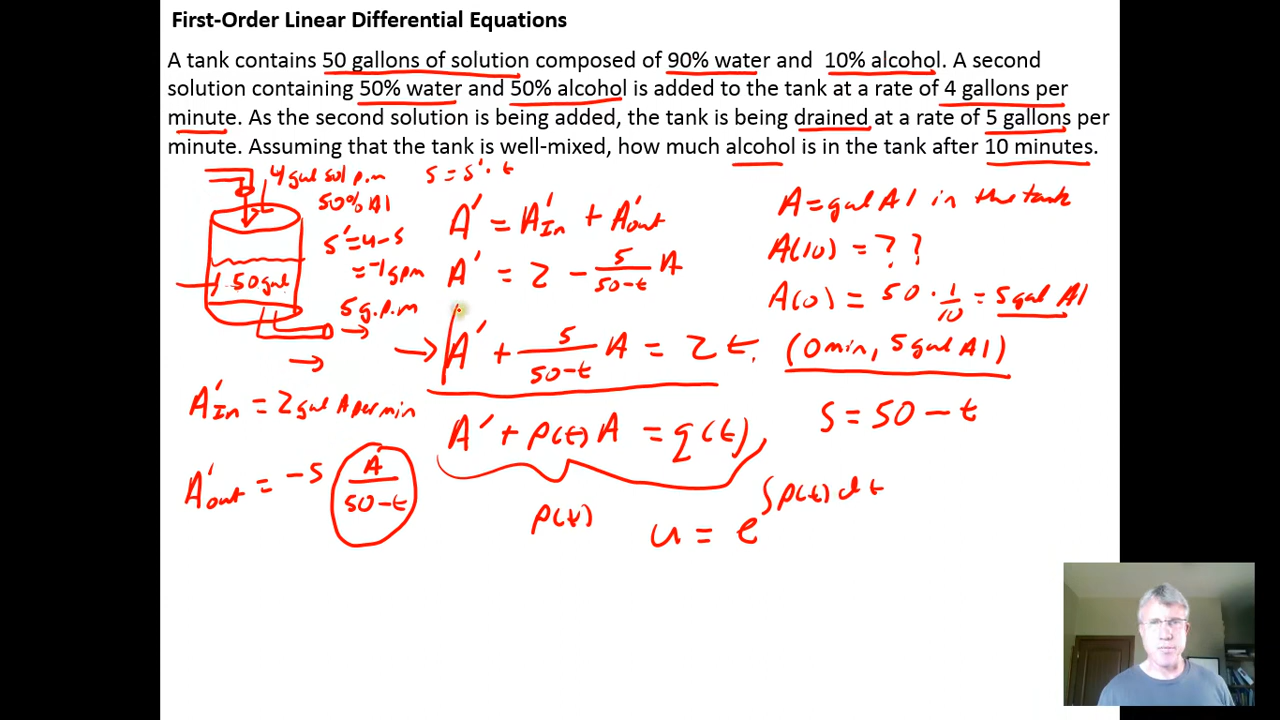 First-Order Linear Differential Equations
A tank contains 50 gallons of solution composed of 90% water and 10% alcohol. A second
solution containing 50% water and 50% alcohol is added to the tank at a rate of 4 gallons per
minute. As the second solution is being added, the tank is being drained at a rate of 5 gallons per
minute. Assuming that the tank is well-mixed, how much alcohol is in the tank after 10 minutes.
4 gal sol p.m
50% Al
S' = 4-5
= -1 gpm
50 gal
5 g.p.m
S = S' · t
A' = A'In + A'out
A' = 2 - 5/(50-t) A
A' + 5/(50-t) A = 2 t.
A' + P(t) A = q(t),
P(t)
u = e^∫P(t) dt
A = gal Al in the tank
A(10) = ??
A(0) = 50 · 1/10 = 5 gal Al
(0 min, 5 gal Al)
S = 50 - t
A'In = 2 gal A per min
A'out = -5 A/(50-t)